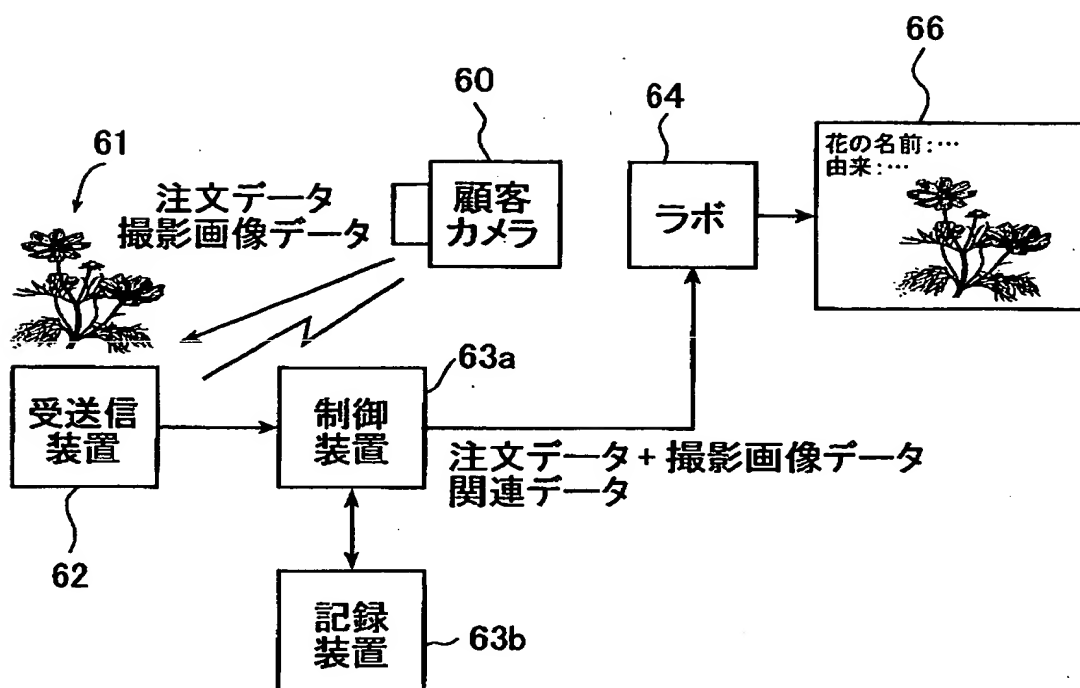 66
60
64
61
花の名前:…
由来:…
注文データ
撮影画像データ
顧客
カメラ
ラボ
63a
受送信
装置
制御
装置
注文データ + 撮影画像データ
関連データ
62
記録
装置
63b